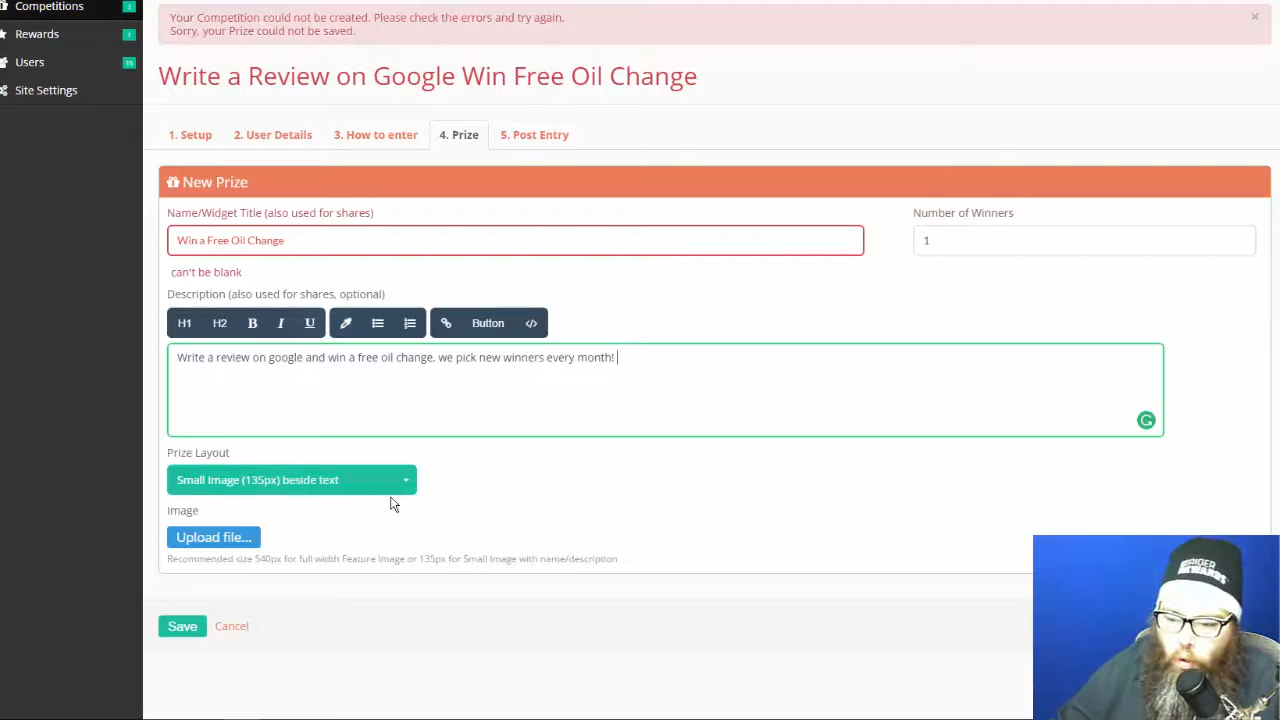 Competitions 2
Your Competition could not be created. Please check the errors and try again. ×
Sorry, your Prize could not be saved.
Rewards 1
Users 15
Site Settings
Write a Review on Google Win Free Oil Change
1. Setup 2. User Details 3. How to enter 4. Prize 5. Post Entry
New Prize
Name/Widget Title (also used for shares) Number of Winners
Win a Free Oil Change 1
can't be blank
Description (also used for shares, optional)
H1 H2 B I U Button </>
Write a review on google and win a free oil change, we pick new winners every month!
Prize Layout
Small Image (135px) beside text
Image
Upload file...
Recommended size 540px for full width Feature Image or 135px for Small Image with name/description
Save Cancel